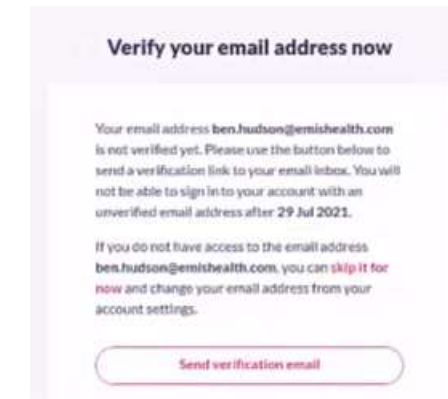 Verify your email address now
Your email address ben.hudson@emishealth.com
is not verified yet. Please use the button below to
send a verification link to your email inbox. You will
not be able to sign in to your account with an
unverified email address after 29 Jul 2021.
If you do not have access to the email address
ben.hudson@emishealth.com, you can skip it for
now and change your email address from your
account settings.
Send verification email